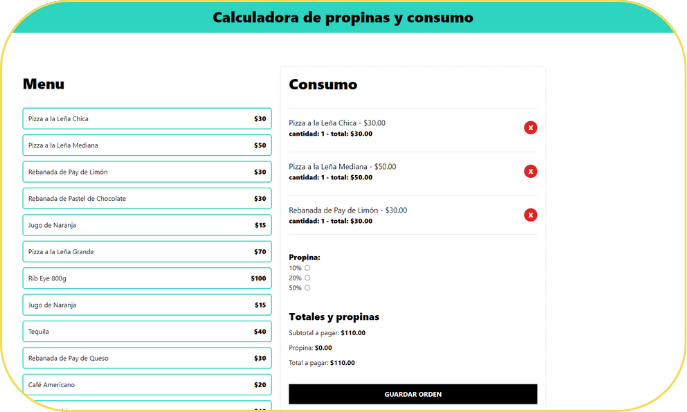 Calculadora de propinas y consumo
Menu
Pizza a la Leña Chica $30
Pizza a la Leña Mediana $50
Rebanada de Pay de Limón $30
Rebanada de Pastel de Chocolate $30
Jugo de Naranja $15
Pizza a la Leña Grande $70
Rib Eye 800g $100
Jugo de Naranja $15
Tequila $40
Rebanada de Pay de Queso $30
Café Americano $20
Consumo
Pizza a la Leña Chica - $30.00
cantidad: 1 - total: $30.00
X
Pizza a la Leña Mediana - $50.00
cantidad: 1 - total: $50.00
X
Rebanada de Pay de Limón - $30.00
cantidad: 1 - total: $30.00
X
Propina:
10%
20%
50%
Totales y propinas
Subtotal a pagar: $110.00
Propina: $0.00
Total a pagar: $110.00
GUARDAR ORDEN